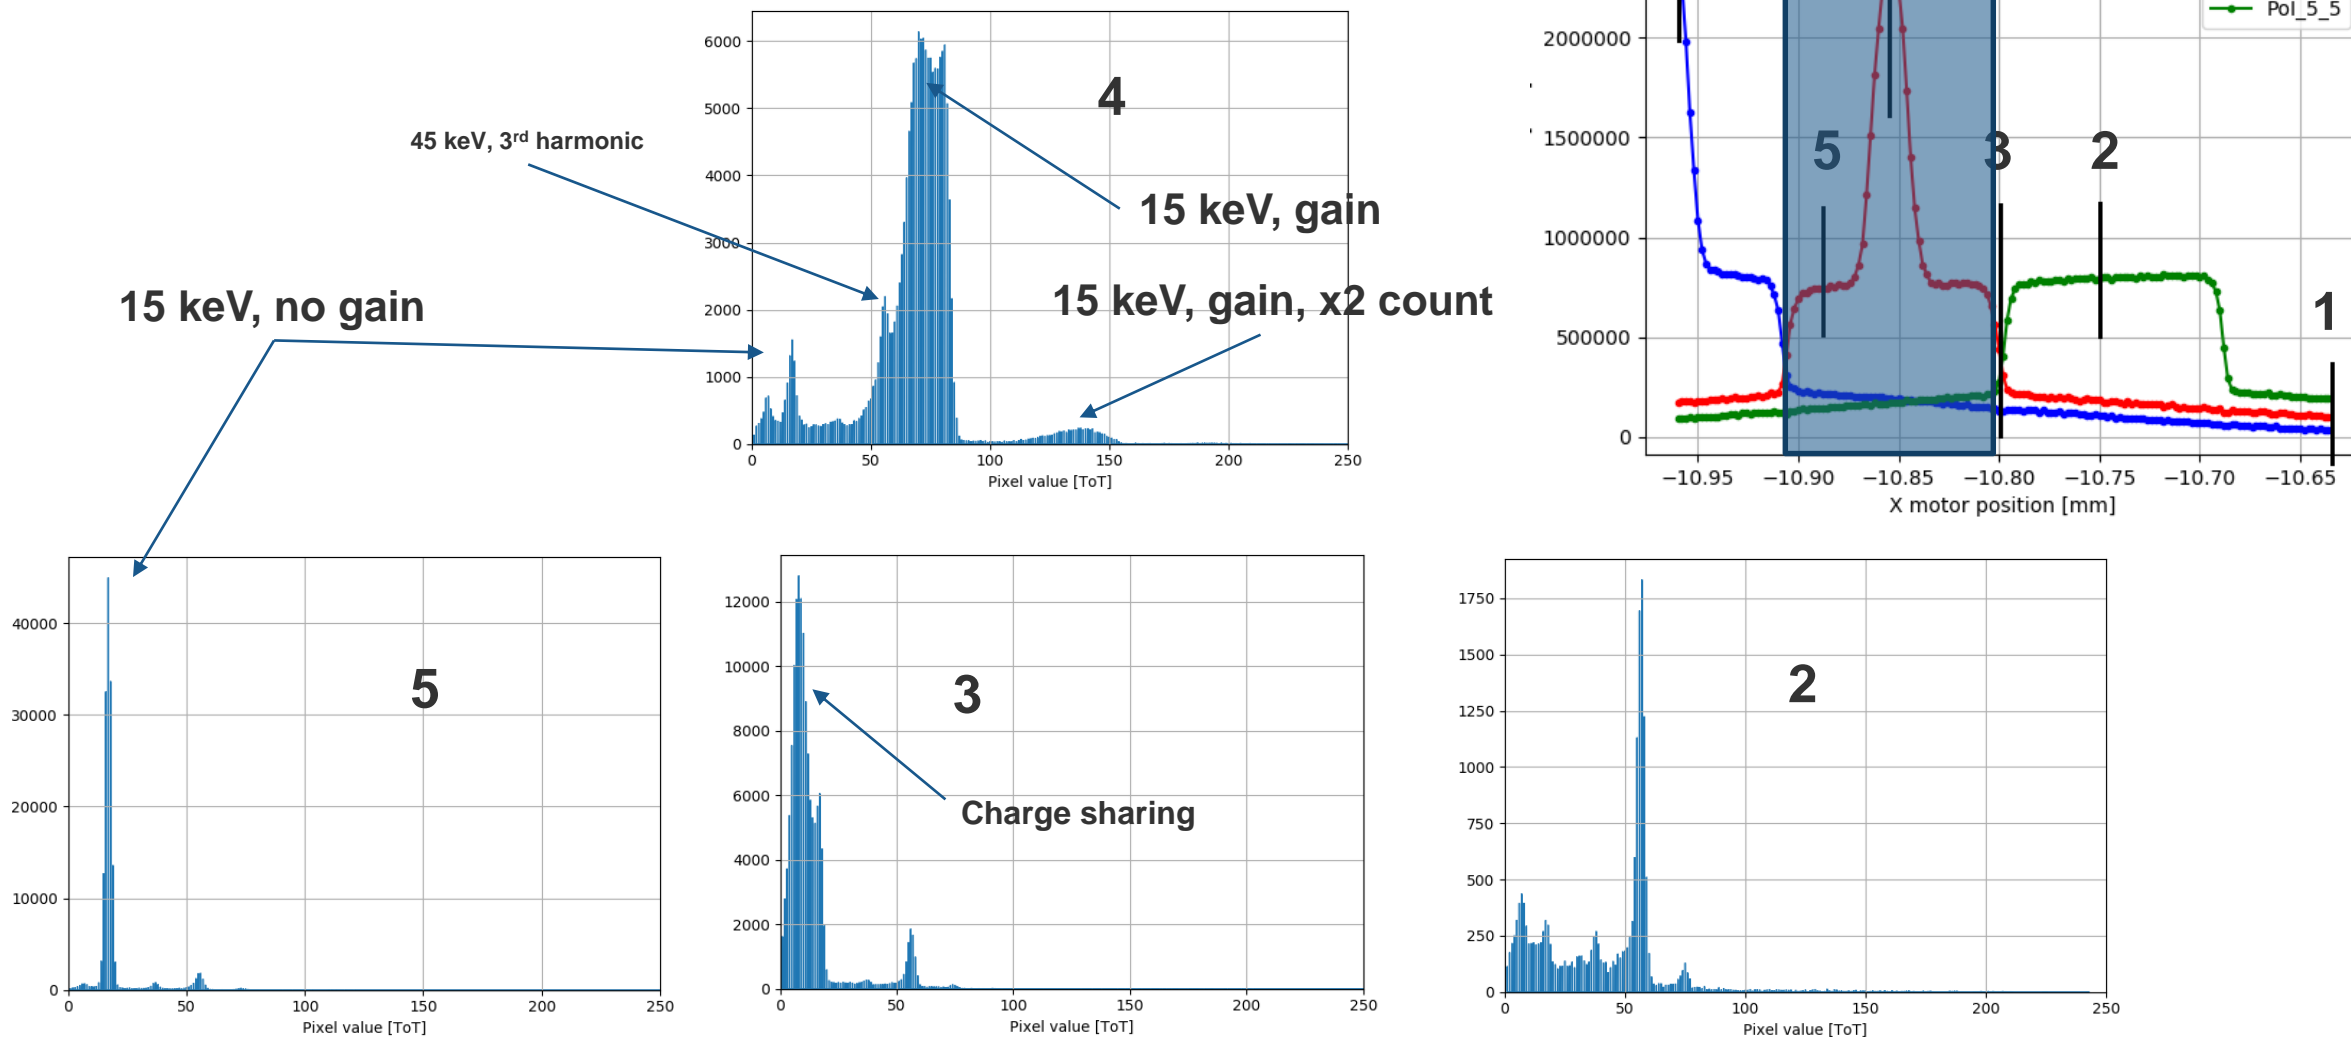 6000
5000
4000
3000
2000
1000
0
0 50 100 150 200 250
Pixel value [ToT]
4
45 keV, 3rd harmonic
15 keV, gain
15 keV, gain, x2 count
15 keV, no gain
Pol_5_5
2000000
1500000
1000000
500000
0
5 3 2
1
−10.95 −10.90 −10.85 −10.80 −10.75 −10.70 −10.65
X motor position [mm]
40000
30000
20000
10000
0
5
0 50 100 150 200 250
Pixel value [ToT]
12000
10000
8000
6000
4000
2000
0
3
Charge sharing
0 50 100 150 200 250
Pixel value [ToT]
1750
1500
1250
1000
750
500
250
0
2
0 50 100 150 200 250
Pixel value [ToT]